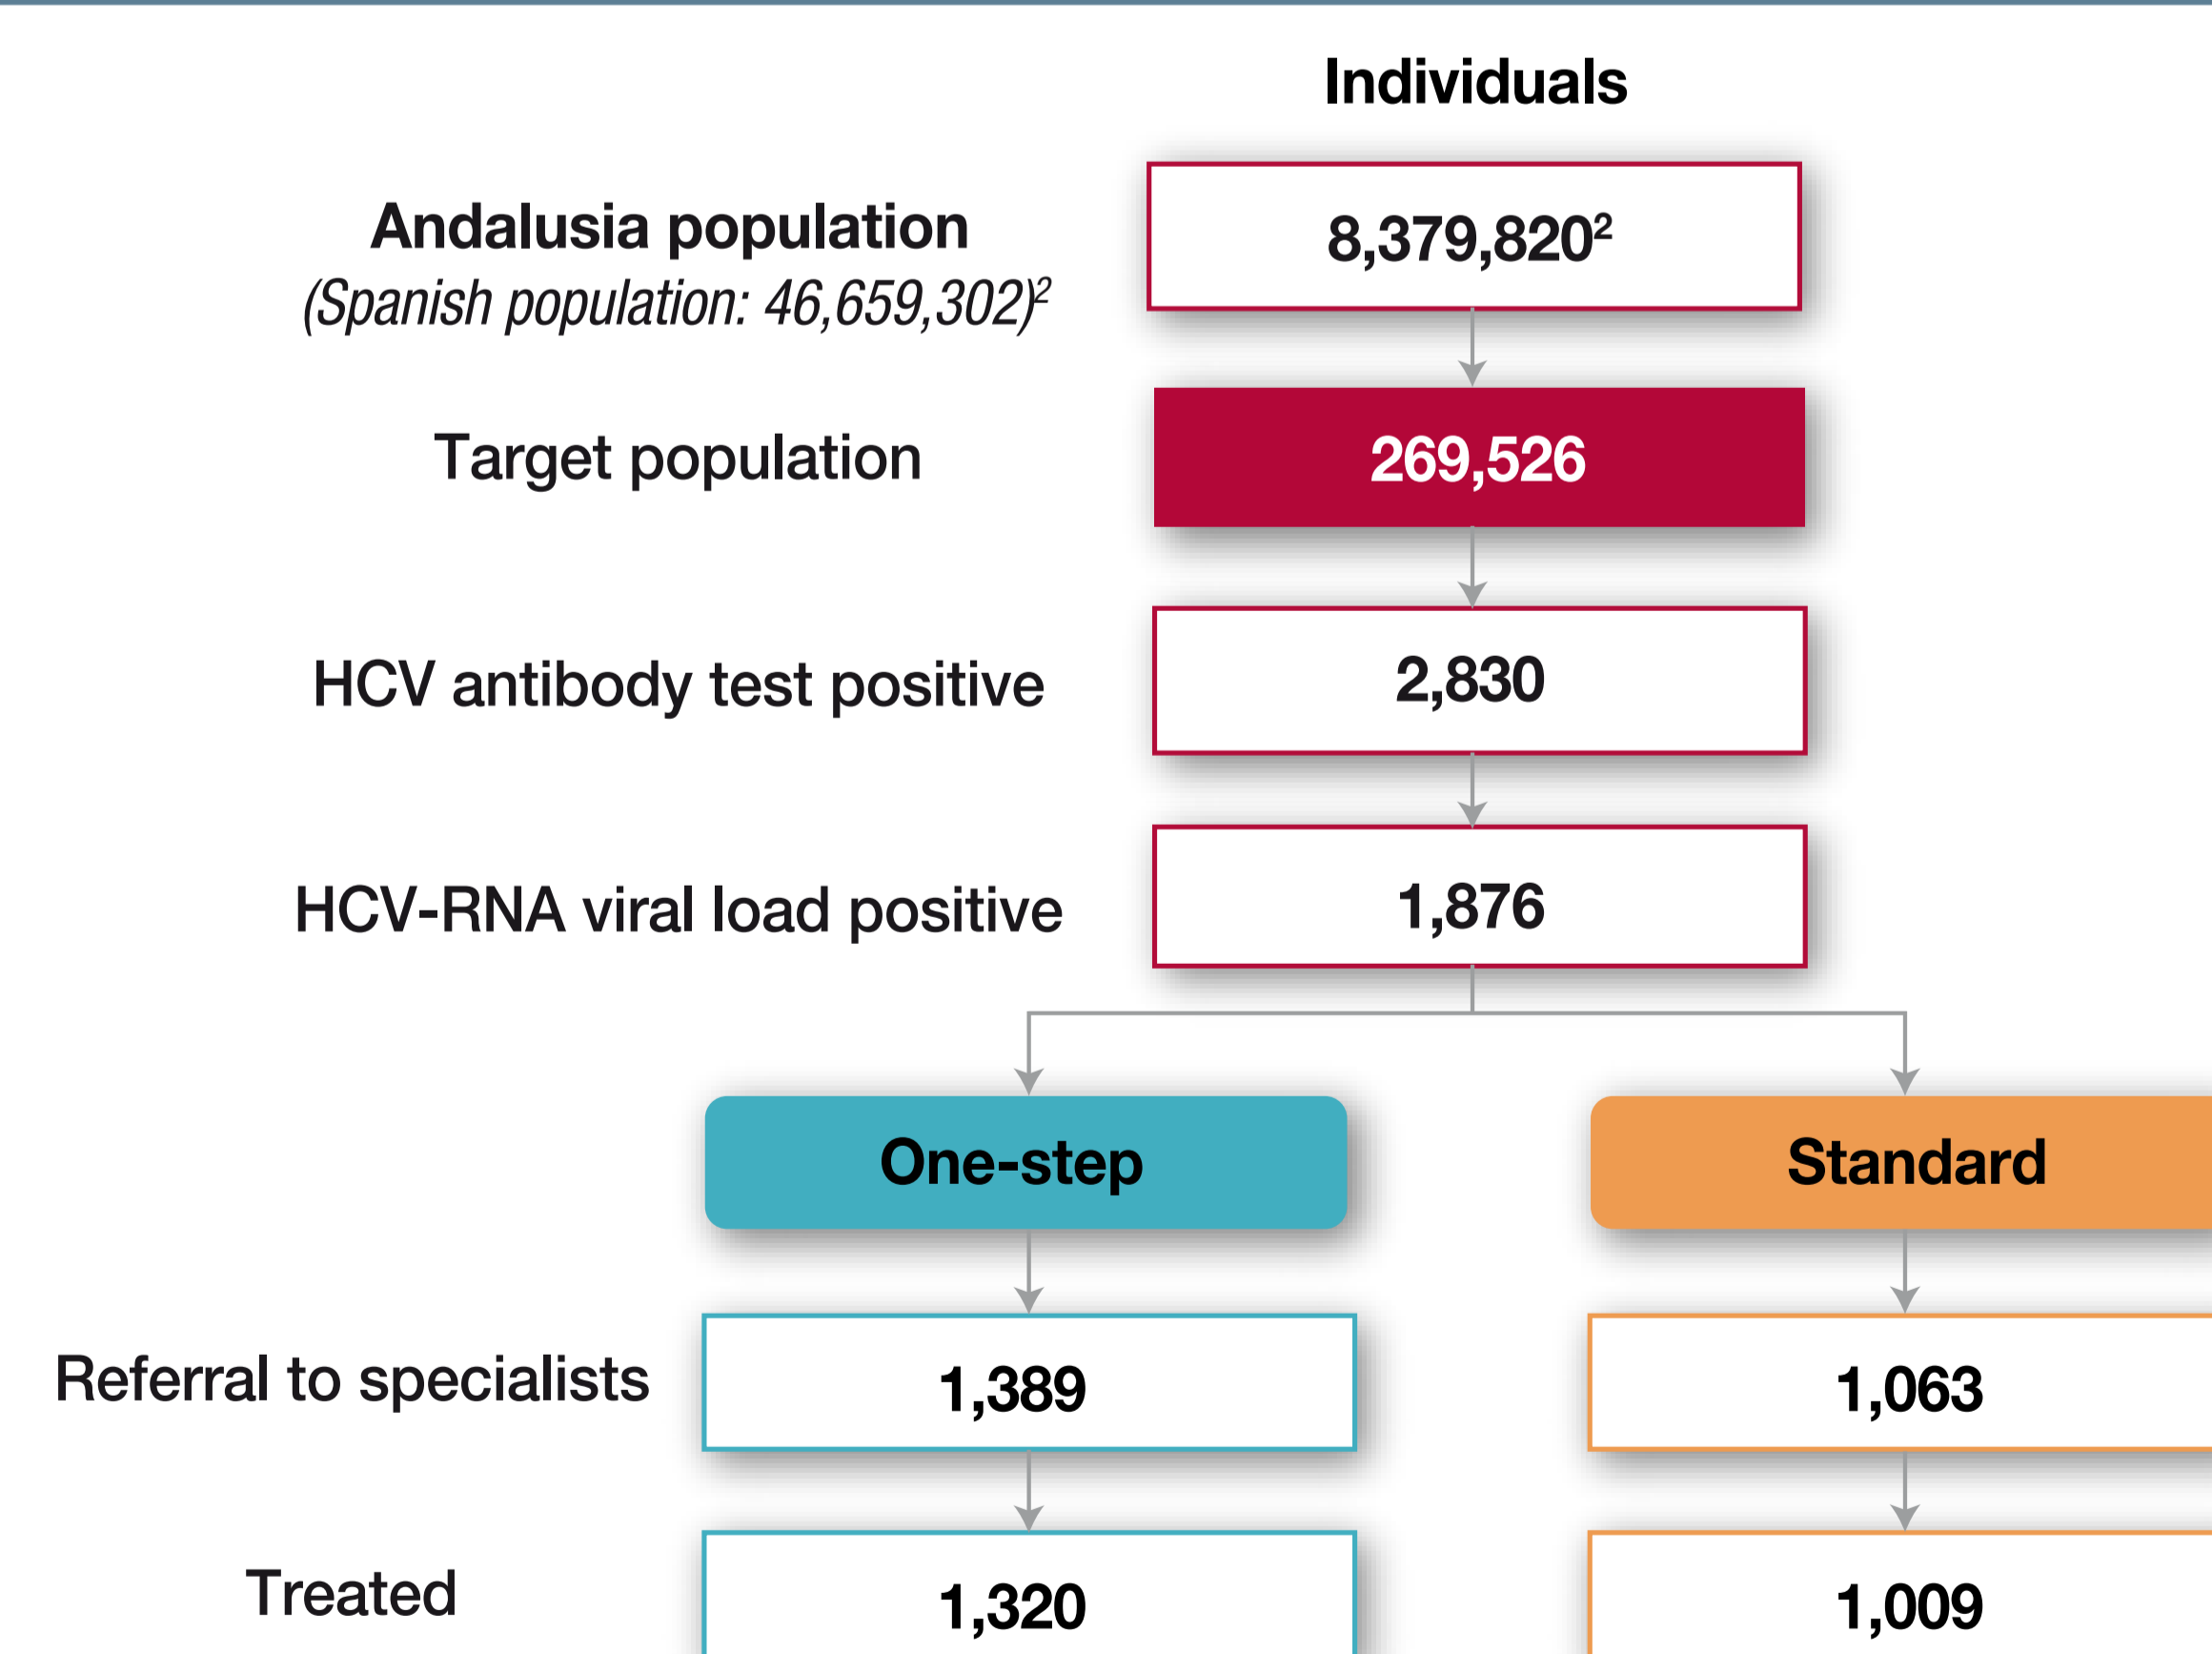 Individuals
Andalusia population
(Spanish population: 46,659,302)²
8,379,820²
Target population
269,526
HCV antibody test positive
2,830
HCV-RNA viral load positive
1,876
One-step
Standard
Referral to specialists
1,389
1,063
Treated
1,320
1,009